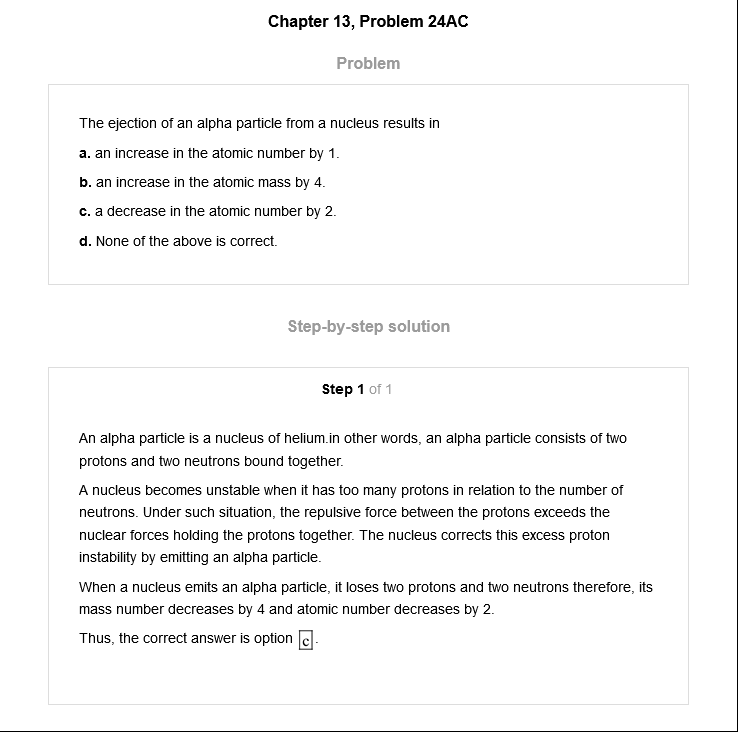 Chapter 13, Problem 24AC
Problem
The ejection of an alpha particle from a nucleus results in
a. an increase in the atomic number by 1.
b. an increase in the atomic mass by 4.
c. a decrease in the atomic number by 2.
d. None of the above is correct.
Step-by-step solution
Step 1 of 1
An alpha particle is a nucleus of helium.in other words, an alpha particle consists of two
protons and two neutrons bound together.
A nucleus becomes unstable when it has too many protons in relation to the number of
neutrons. Under such situation, the repulsive force between the protons exceeds the
nuclear forces holding the protons together. The nucleus corrects this excess proton
instability by emitting an alpha particle.
When a nucleus emits an alpha particle, it loses two protons and two neutrons therefore, its
mass number decreases by 4 and atomic number decreases by 2.
Thus, the correct answer is option c.